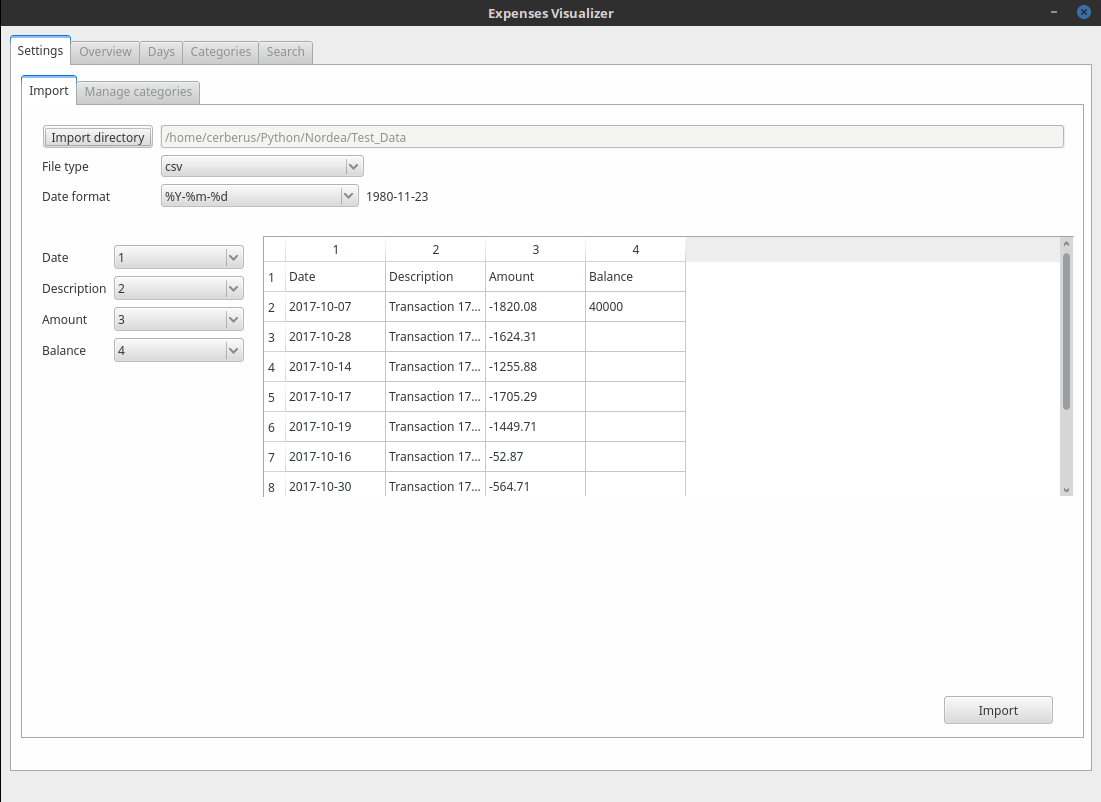 Expenses Visualizer
Settings Overview Days Categories Search
Import Manage categories
Import directory /home/cerberus/Python/Nordea/Test_Data
File type csv
Date format %Y-%m-%d 1980-11-23
1 2 3 4
Date 1
Description 2
Amount 3
Balance 4
1 Date Description Amount Balance
2 2017-10-07 Transaction 17... -1820.08 40000
3 2017-10-28 Transaction 17... -1624.31
4 2017-10-14 Transaction 17... -1255.88
5 2017-10-17 Transaction 17... -1705.29
6 2017-10-19 Transaction 17... -1449.71
7 2017-10-16 Transaction 17... -52.87
8 2017-10-30 Transaction 17... -564.71
Import